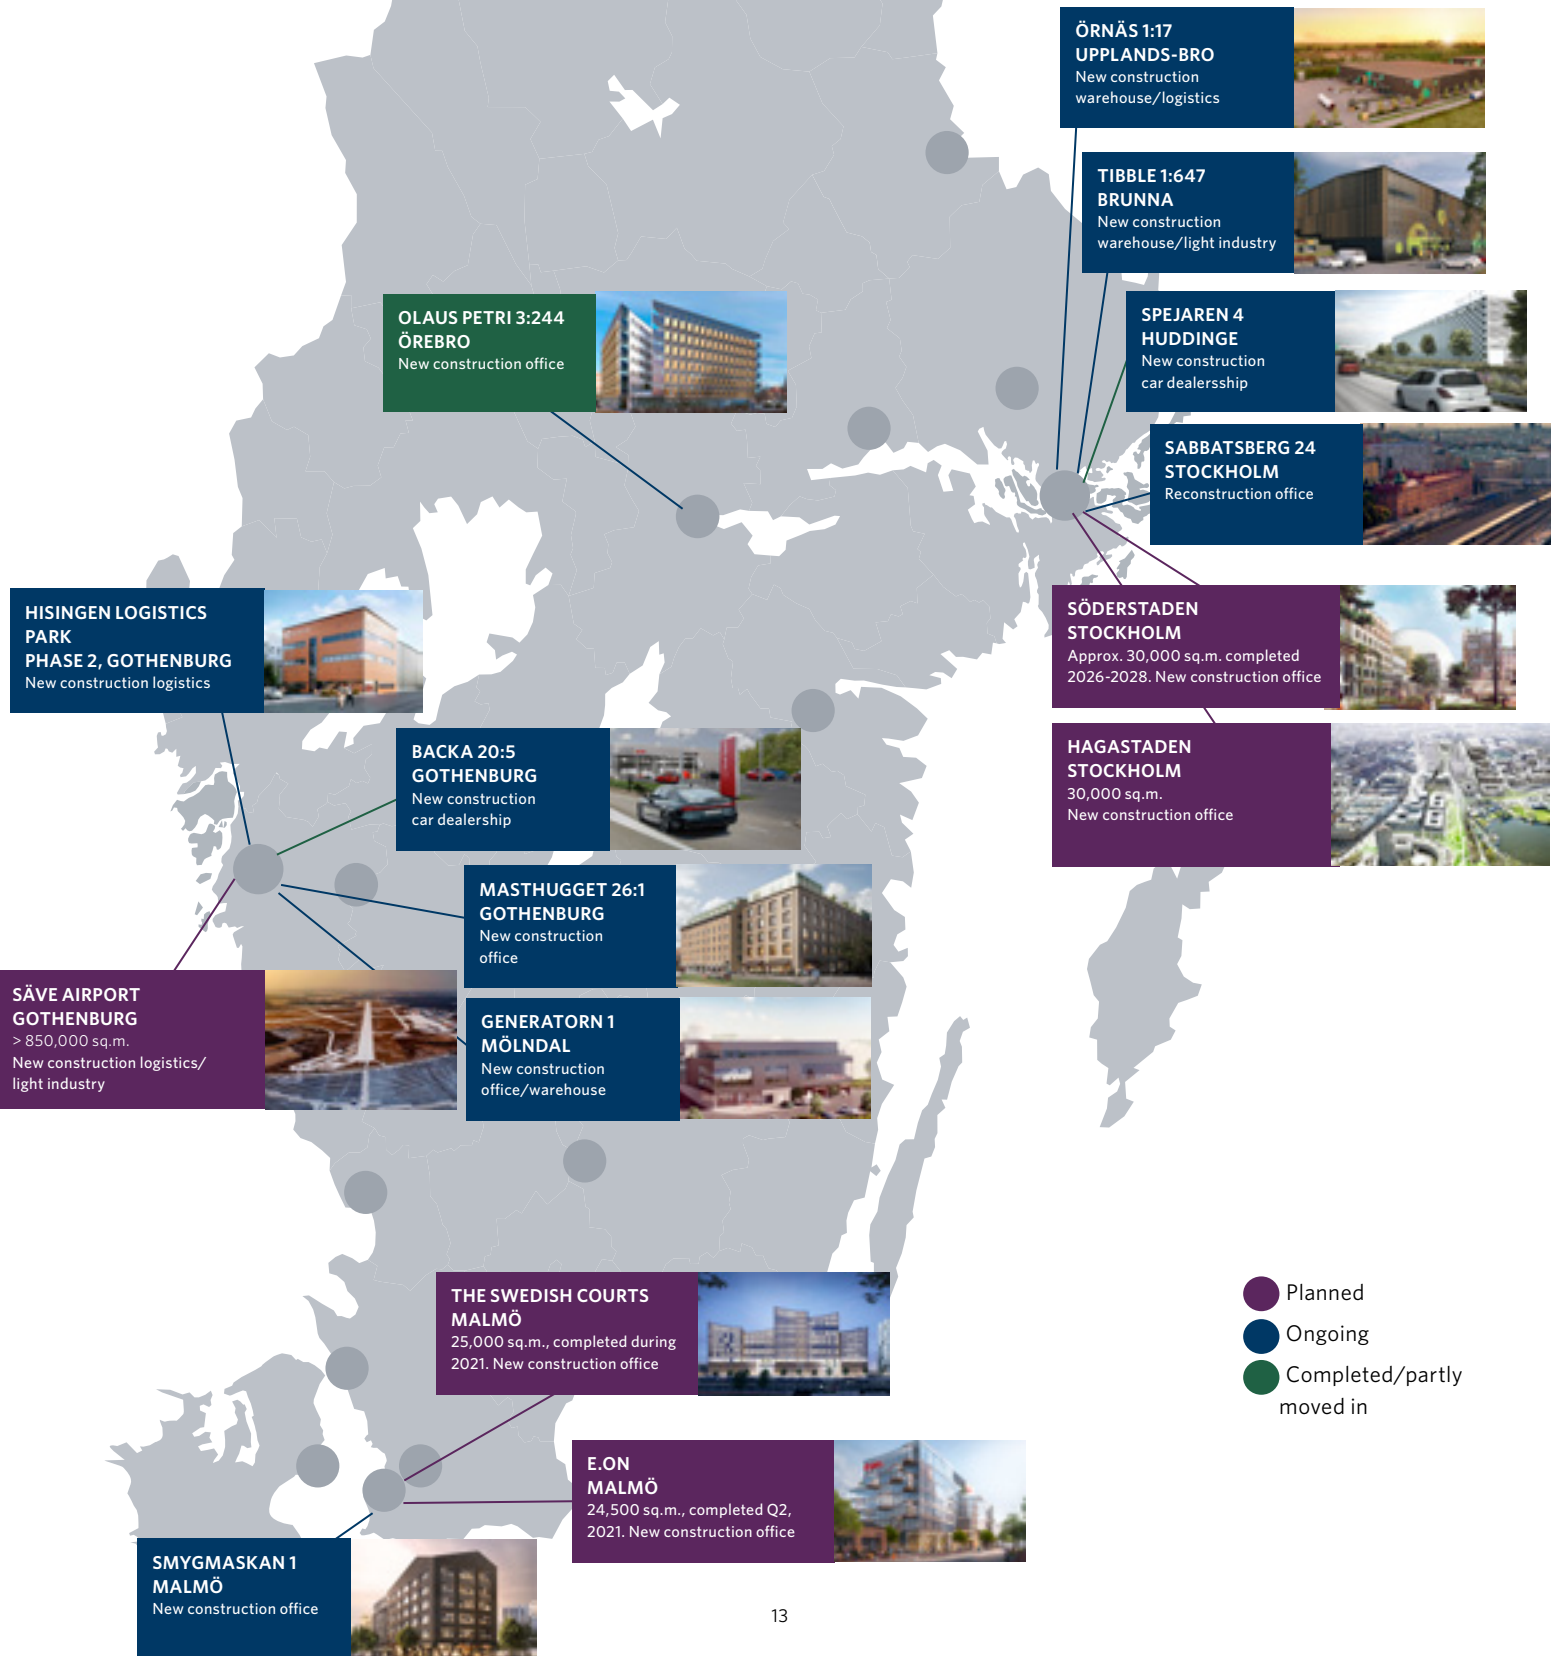 ÖRNÄS 1:17
UPPLANDS-BRO
New construction
warehouse/logistics
TIBBLE 1:647
BRUNNA
New construction
warehouse/light industry
OLAUS PETRI 3:244
ÖREBRO
New construction office
SPEJAREN 4
HUDDINGE
New construction
car dealersship
SABBATSBERG 24
STOCKHOLM
Reconstruction office
HISINGEN LOGISTICS
PARK
PHASE 2, GOTHENBURG
New construction logistics
SÖDERSTADEN
STOCKHOLM
Approx. 30,000 sq.m. completed
2026-2028. New construction office
BACKA 20:5
GOTHENBURG
New construction
car dealership
HAGASTADEN
STOCKHOLM
30,000 sq.m.
New construction office
MASTHUGGET 26:1
GOTHENBURG
New construction
office
SÄVE AIRPORT
GOTHENBURG
> 850,000 sq.m.
New construction logistics/
light industry
GENERATORN 1
MÖLNDAL
New construction
office/warehouse
THE SWEDISH COURTS
MALMÖ
25,000 sq.m., completed during
2021. New construction office
Planned
Ongoing
Completed/partly
moved in
E.ON
MALMÖ
24,500 sq.m., completed Q2,
2021. New construction office
SMYGMASKAN 1
MALMÖ
New construction office
13